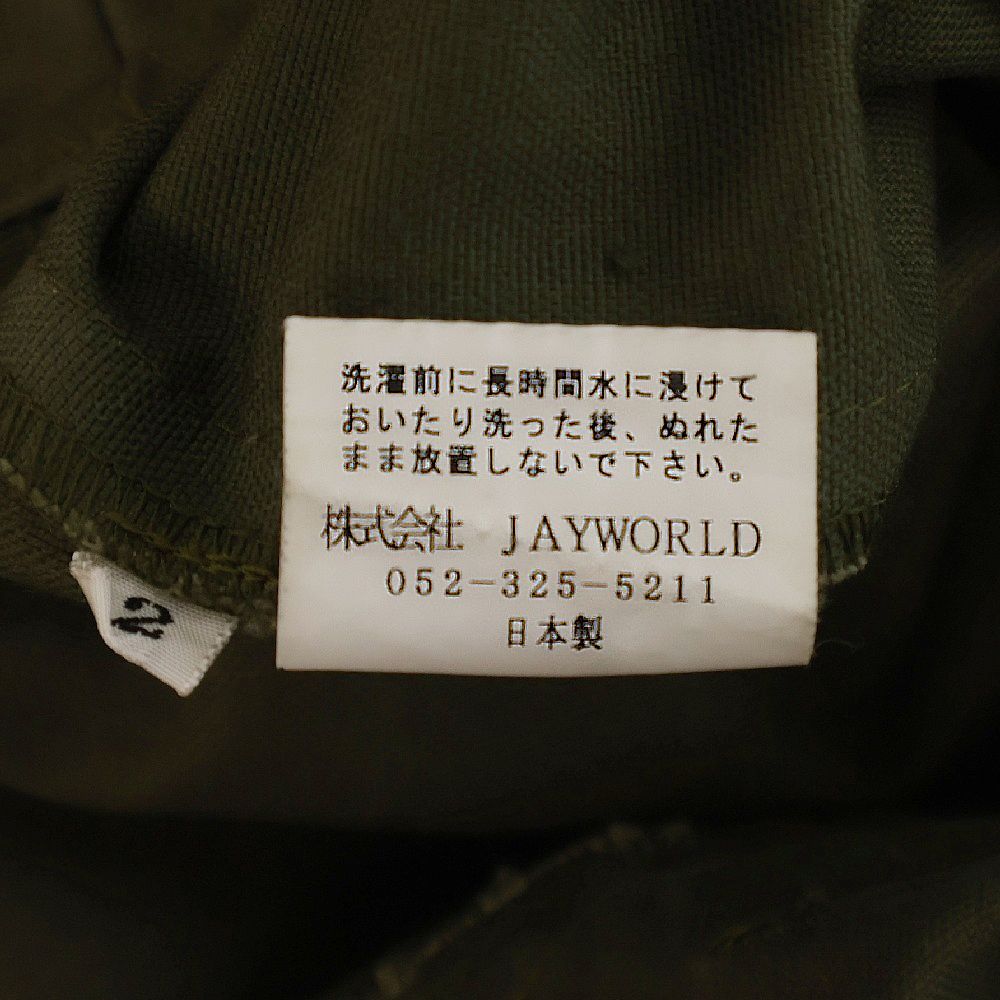 洗濯前に長時間水に浸けて
おいたり洗った後、ぬれた
まま放置しないで下さい。
株式会社 JAYWORLD
052-325-5211
日本製
2